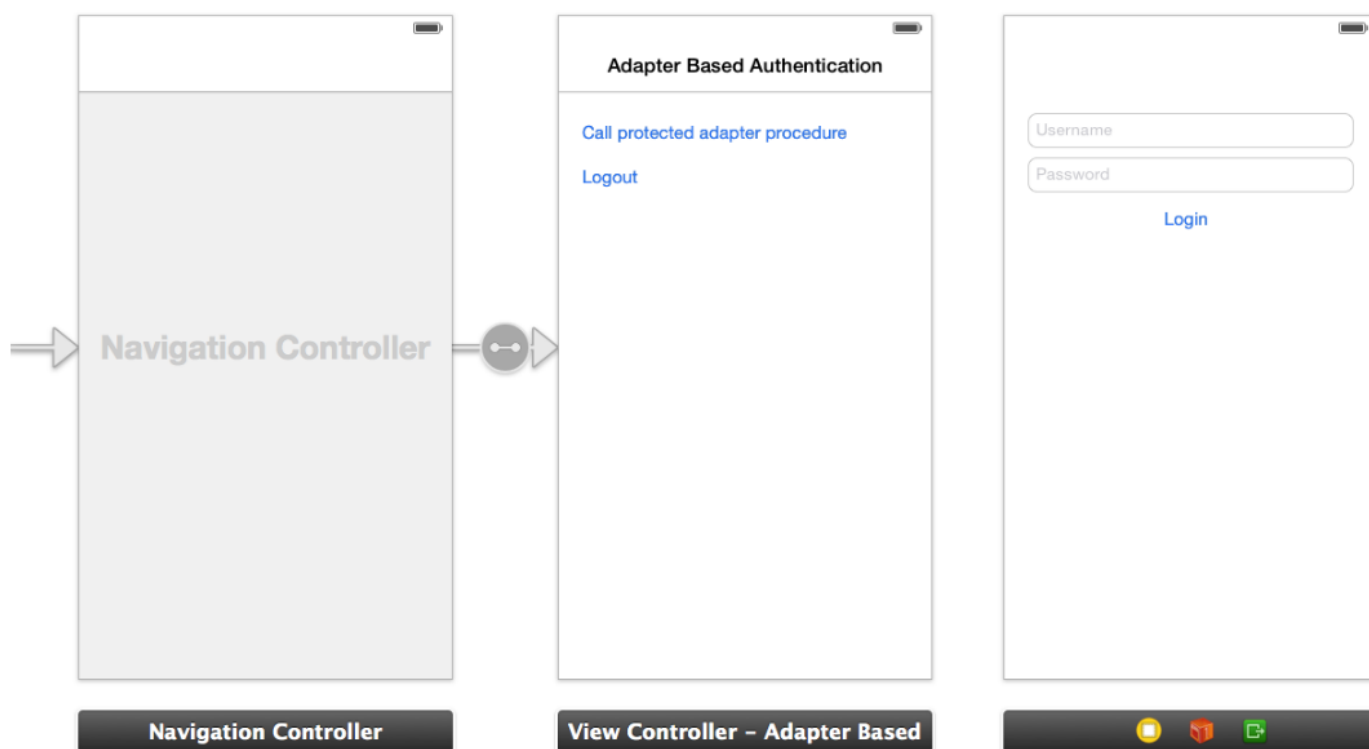 Navigation Controller
Navigation Controller
Adapter Based Authentication
Call protected adapter procedure
Logout
View Controller – Adapter Based
Username
Password
Login